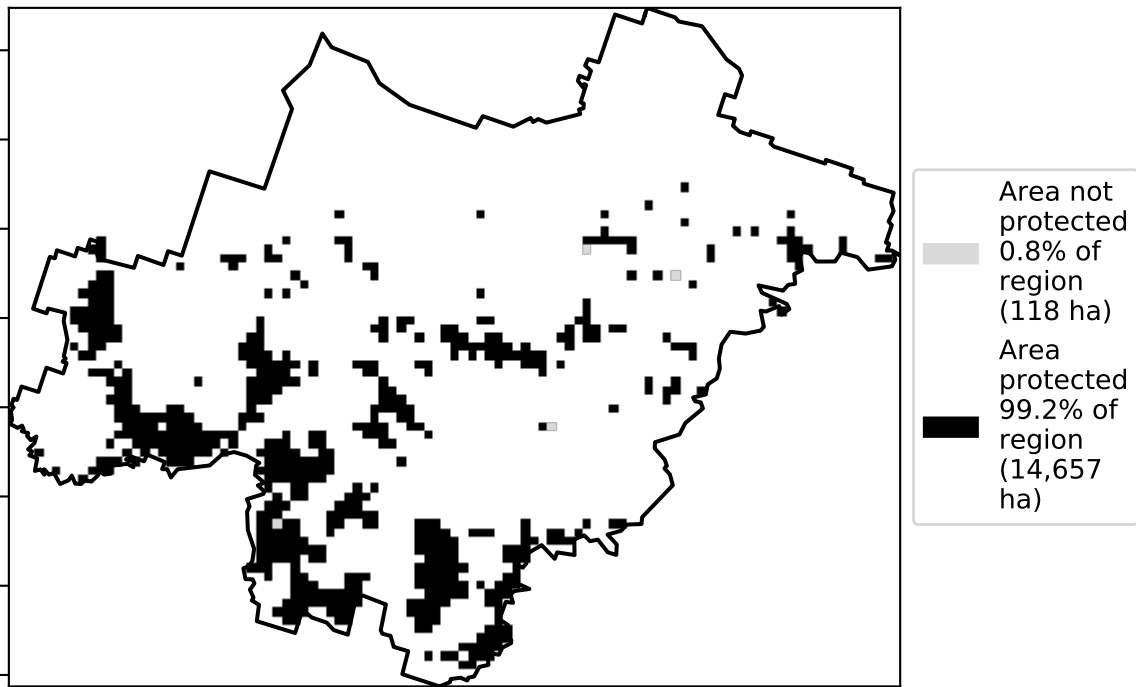 Area not
protected
0.8% of
region
(118 ha)
Area
protected
99.2% of
region
(14,657
ha)